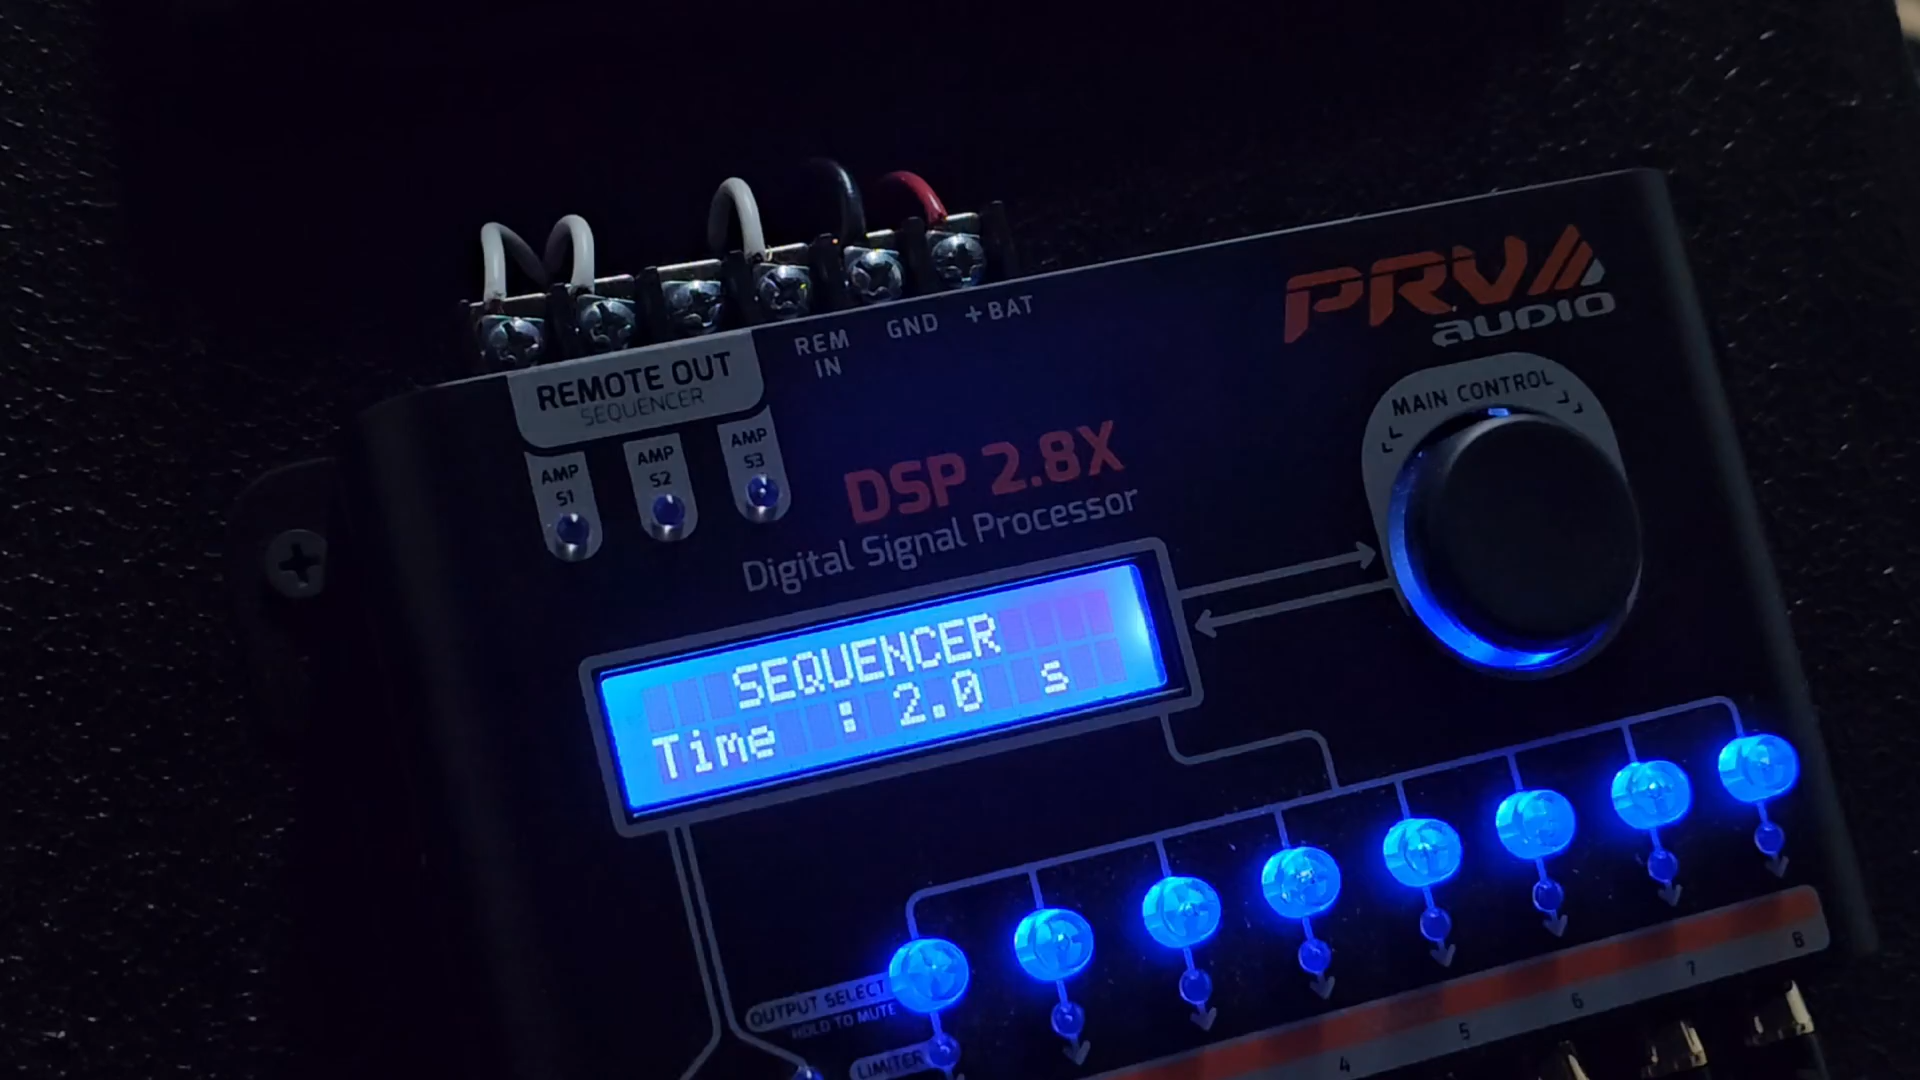 REM
IN
GND
+BAT
PRV
AUDIO
REMOTE OUT
SEQUENCER
AMP
S1
AMP
S2
AMP
S3
MAIN CONTROL
DSP 2.8X
Digital Signal Processor
SEQUENCER
Time : 2.0 s
OUTPUT SELECT
HOLD TO MUTE
LIMITER
4
5
6
7
8